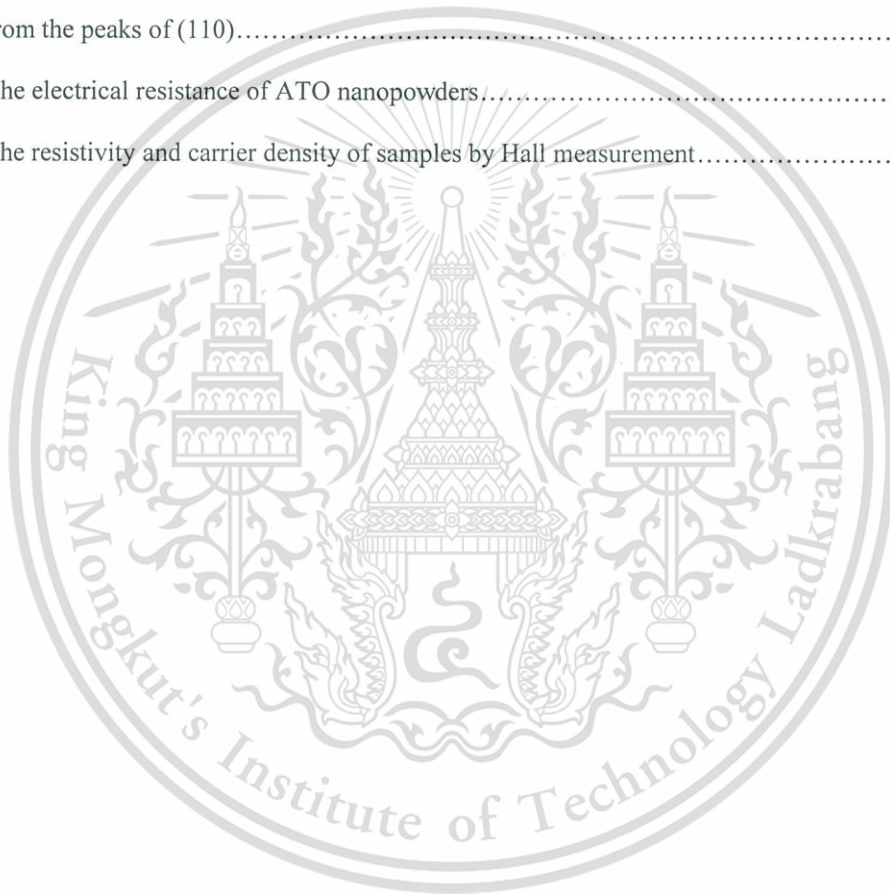 rom the peaks of (110)...............................................................................................
he electrical resistance of ATO nanopowders............................................................
he resistivity and carrier density of samples by Hall measurement.............................
King Mongkut's Institute of Technology Ladkrabang